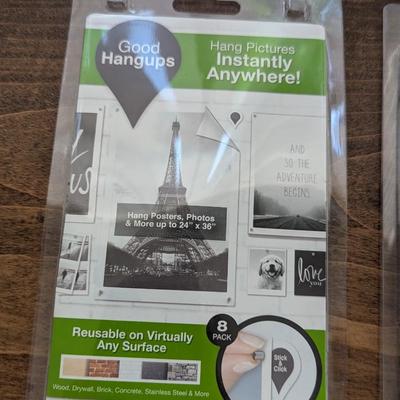 Good
Hangups
Hang Pictures
Instantly
Anywhere!
AND
SO THE
ADVENTURE
BEGINS
Hang Posters, Photos
& More up to 24" x 36"
love
you
Reusable on Virtually
Any Surface
8
PACK
Stick
& Click
Wood, Drywall, Brick, Concrete, Stainless Steel & More